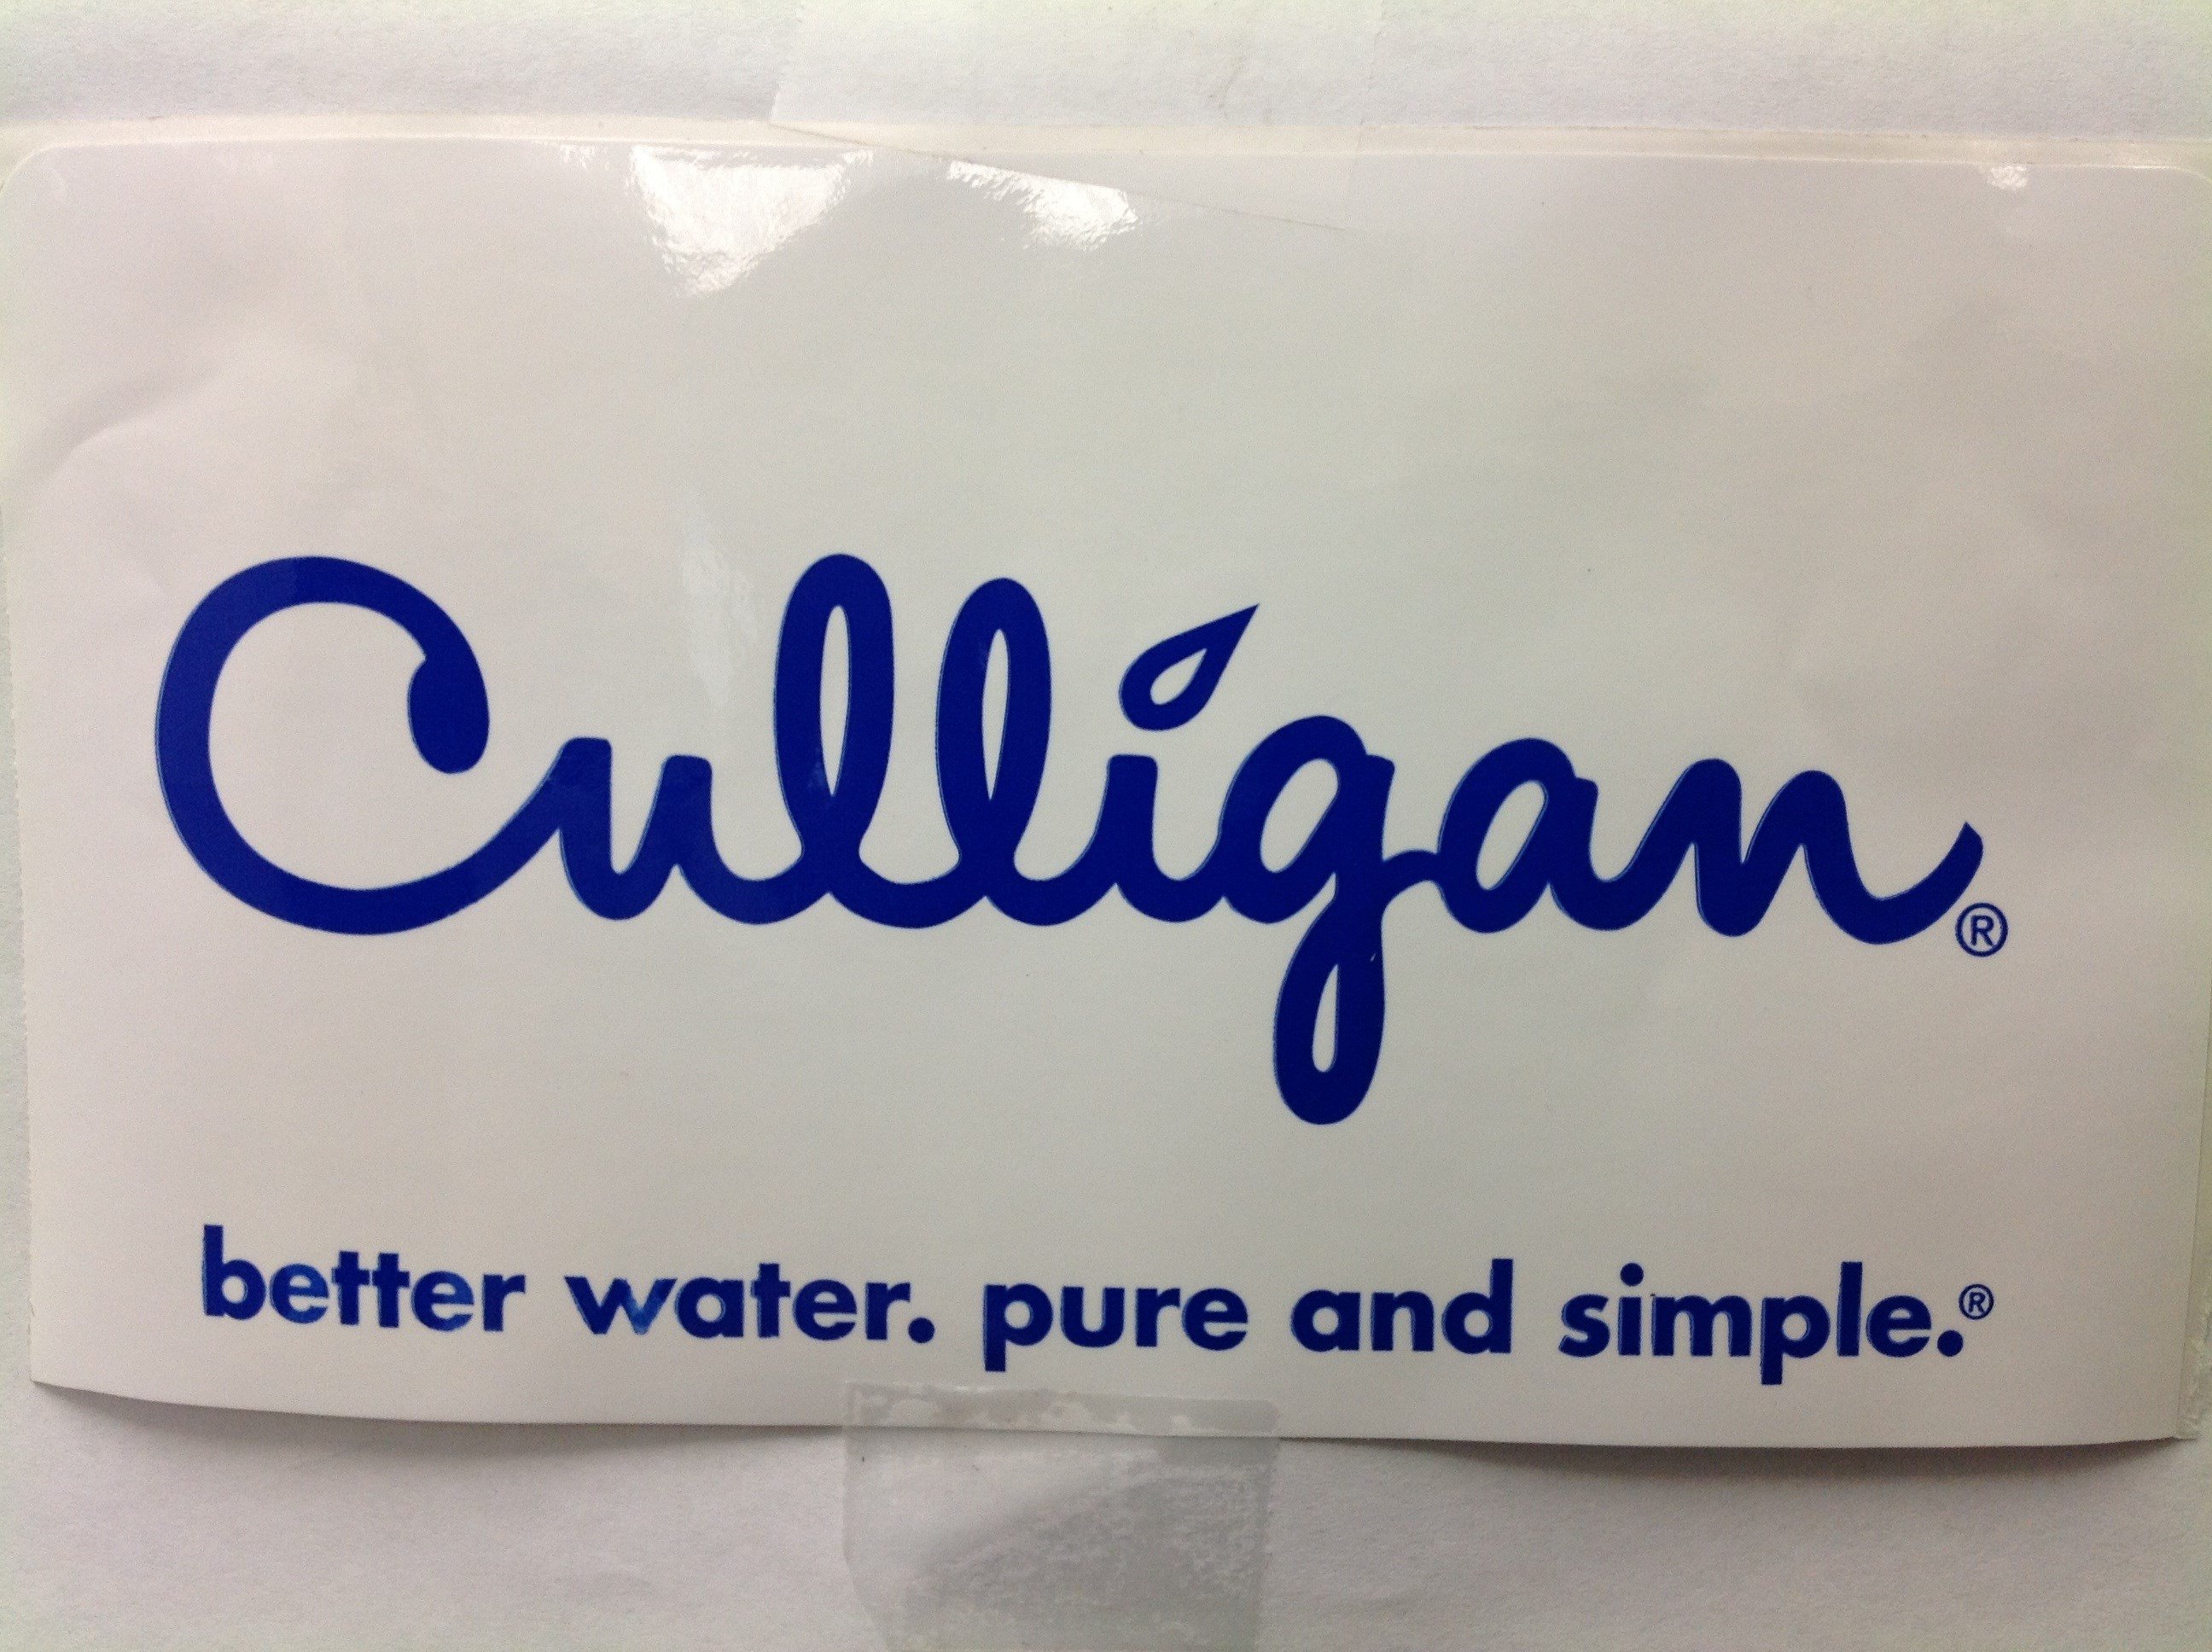 Culligan®
better water. pure and simple.®